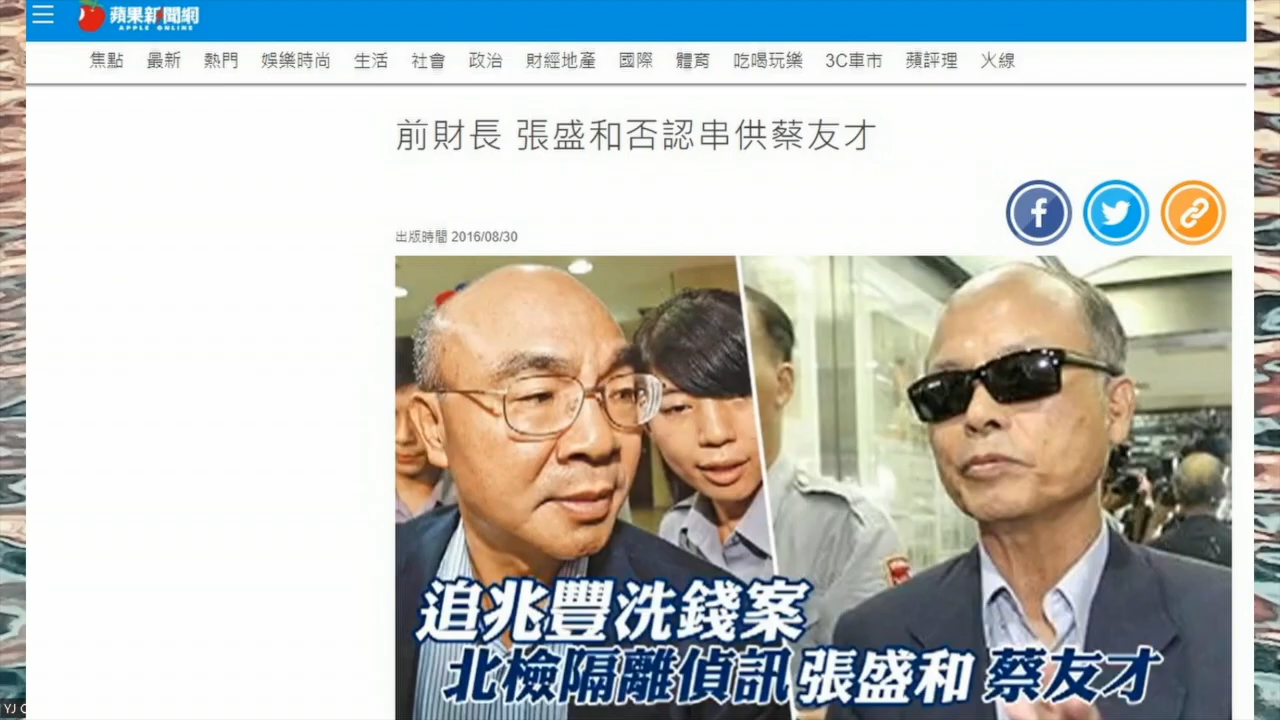 蘋果新聞網
APPLE ONLINE
焦點 最新 熱門 娛樂時尚 生活 社會 政治 財經地產 國際 體育 吃喝玩樂 3C車市 蘋評理 火線
前財長 張盛和否認串供蔡友才
出版時間 2016/08/30
追兆豐洗錢案
北檢隔離偵訊 張盛和 蔡友才
YJ